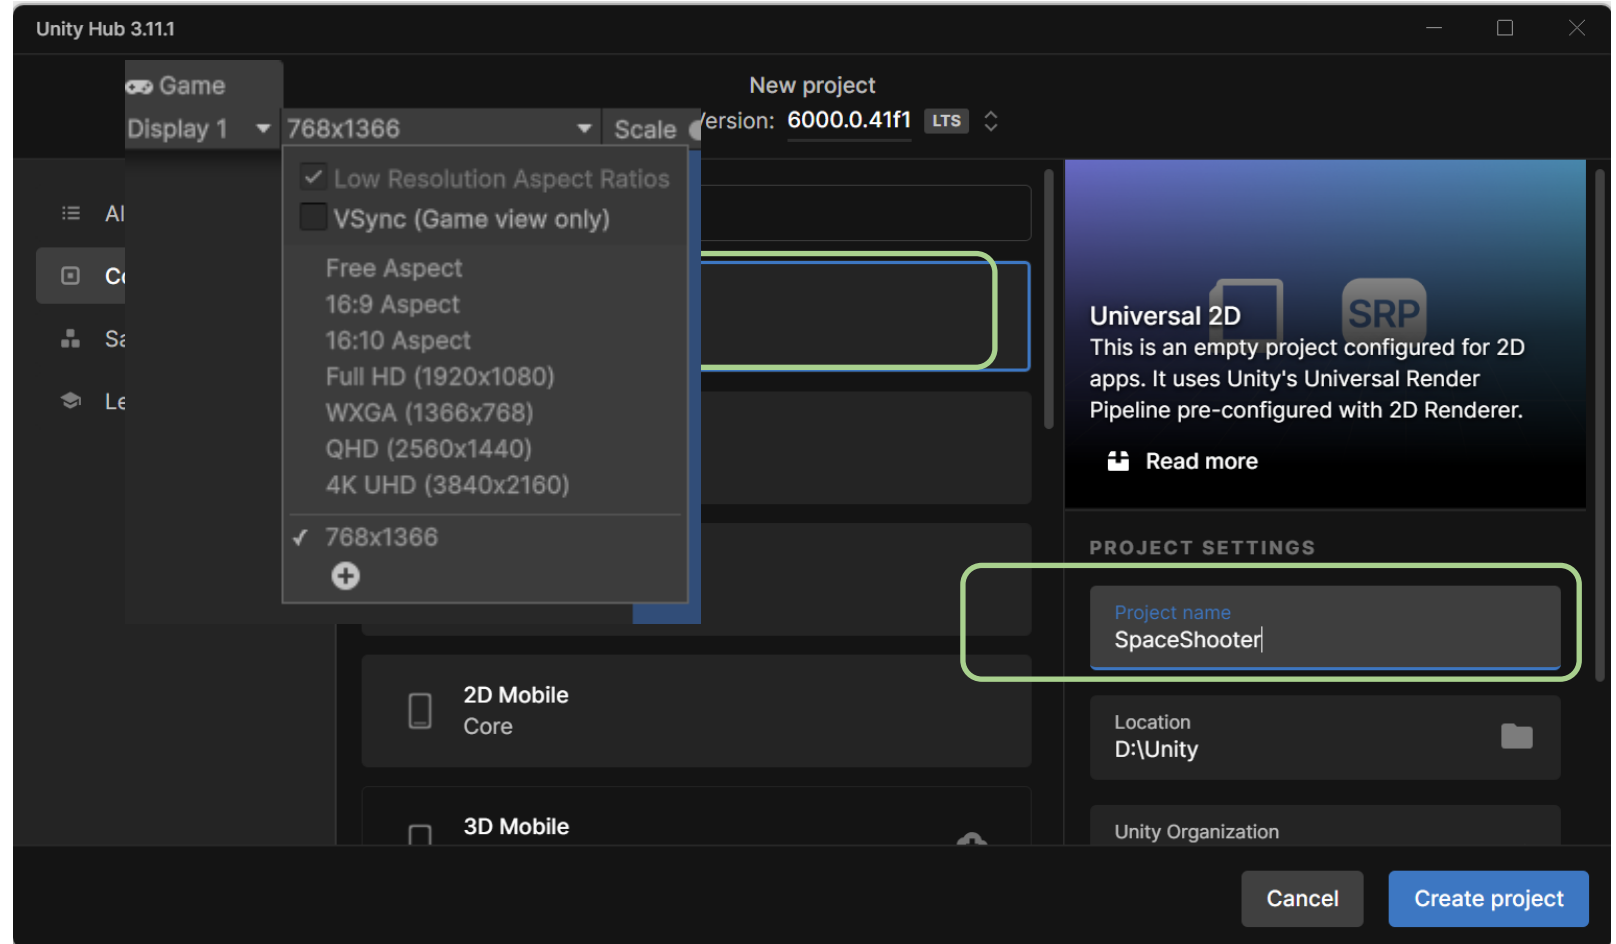 Unity Hub 3.11.1
New project
Version: 6000.0.41f1 LTS
Game
Display 1 768x1366 Scale
Low Resolution Aspect Ratios
VSync (Game view only)
Free Aspect
16:9 Aspect
16:10 Aspect
Full HD (1920x1080)
WXGA (1366x768)
QHD (2560x1440)
4K UHD (3840x2160)
768x1366
2D Mobile
Core
3D Mobile
SRP
Universal 2D
This is an empty project configured for 2D
apps. It uses Unity's Universal Render
Pipeline pre-configured with 2D Renderer.
Read more
PROJECT SETTINGS
Project name
SpaceShooter
Location
D:\Unity
Unity Organization
Cancel
Create project